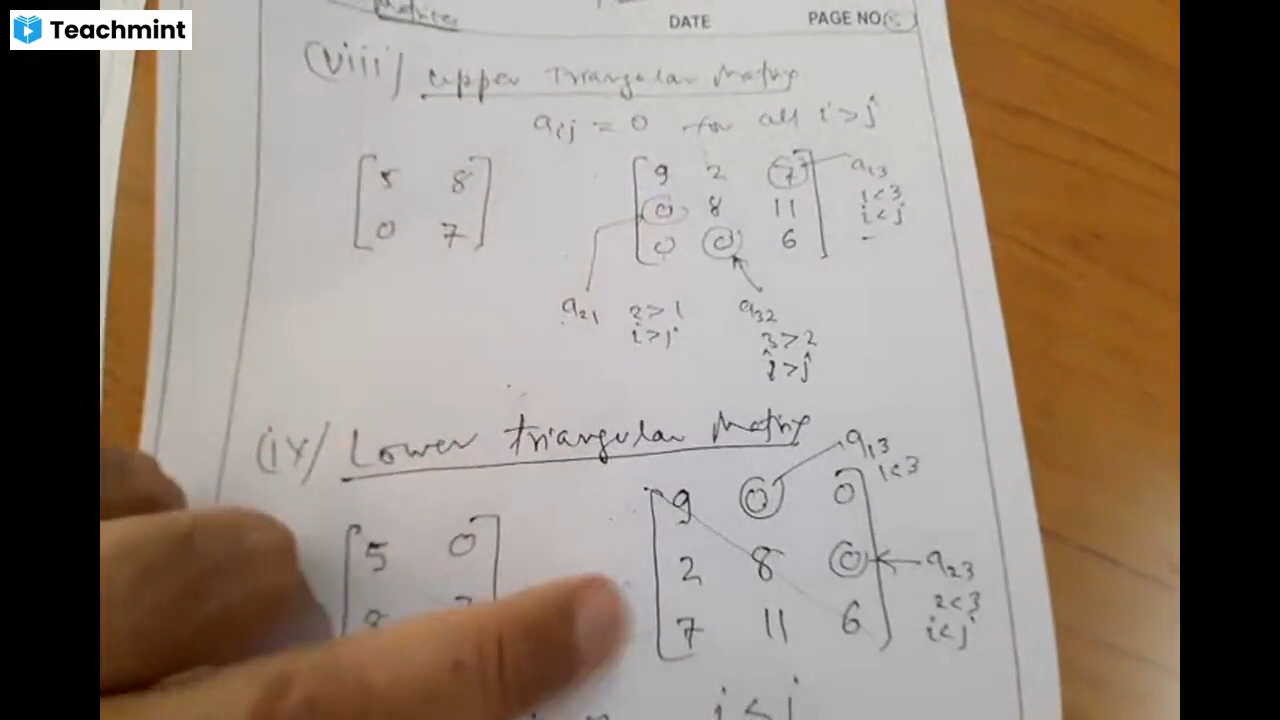 Teachmint
Matrices
DATE PAGE NO.
(viii) Upper Triangular Matrix
aij = 0 for all i>j
[5 8
0 7]
[9 2 7
0 8 11
0 0 6]
a13
1<3
i<j
a21 2>1
i>j
a32
3>2
i>j
(ix) Lower Triangular Matrix
[5 0
[9 0 0
2 8 0
7 11 6]
a13
1<3
a23
2<3
i<j
i<j